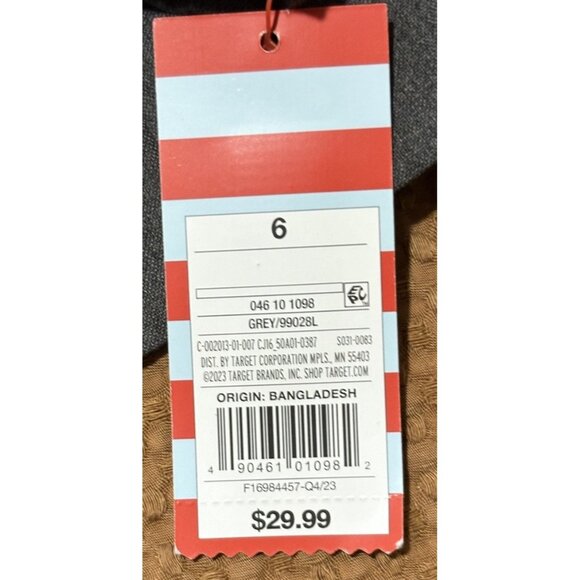 6
046 10 1098
GREY/99028L
C-002013-01-007 CJ16_50A01-0387 S031-0083
DIST. BY TARGET CORPORATION MPLS., MN 55403
©2023 TARGET BRANDS, INC. SHOP TARGET.COM
ORIGIN: BANGLADESH
4 90461 01098 2
F16984457-Q4/23
$29.99